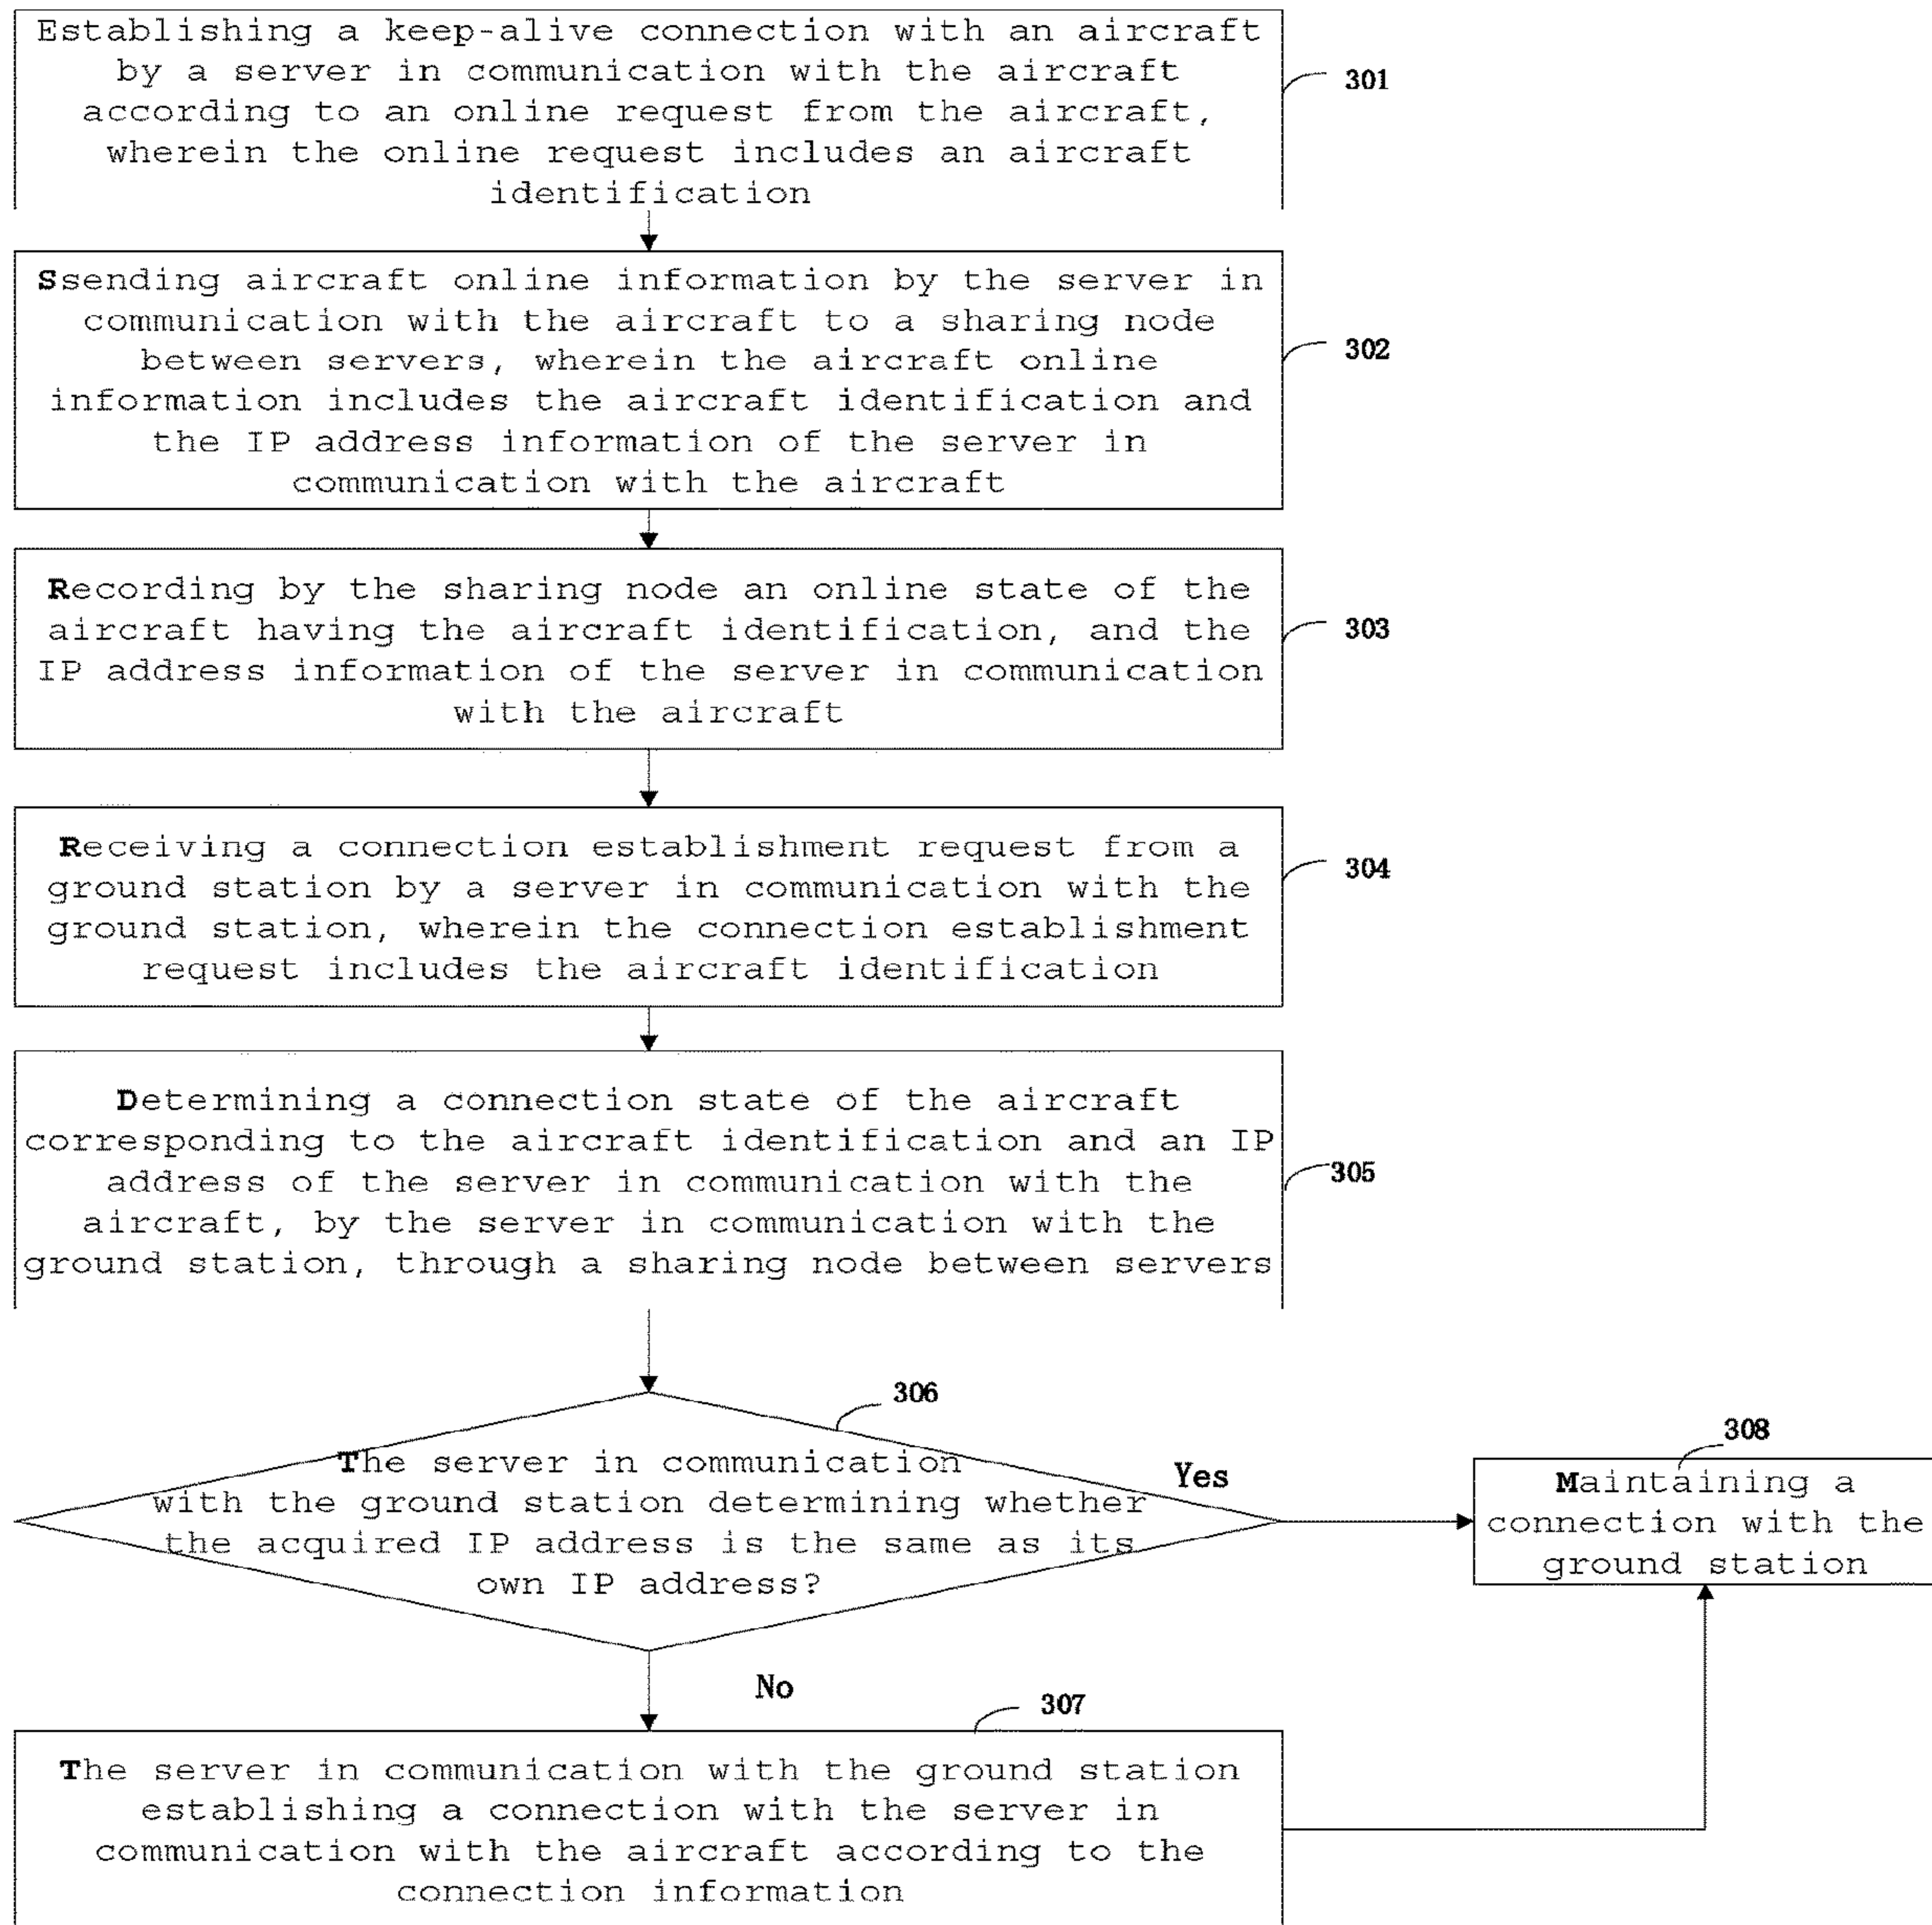 Establishing a keep-alive connection with an aircraft
by a server in communication with the aircraft
according to an online request from the aircraft,
wherein the online request includes an aircraft
identification
301
Ssending aircraft online information by the server in
communication with the aircraft to a sharing node
between servers, wherein the aircraft online
information includes the aircraft identification and
the IP address information of the server in
communication with the aircraft
302
Recording by the sharing node an online state of the
aircraft having the aircraft identification, and the
IP address information of the server in communication
with the aircraft
303
Receiving a connection establishment request from a
ground station by a server in communication with the
ground station, wherein the connection establishment
request includes the aircraft identification
304
Determining a connection state of the aircraft
corresponding to the aircraft identification and an IP
address of the server in communication with the
aircraft, by the server in communication with the
ground station, through a sharing node between servers
305
306
The server in communication
with the ground station determining whether
the acquired IP address is the same as its
own IP address?
Yes
308
Maintaining a
connection with the
ground station
No
307
The server in communication with the ground station
establishing a connection with the server in
communication with the aircraft according to the
connection information